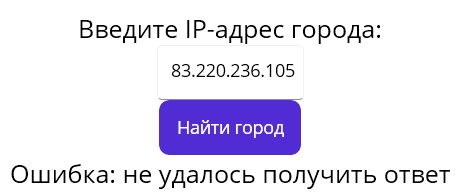 Введите IP-адрес города:
83.220.236.105
Найти город
Ошибка: не удалось получить ответ